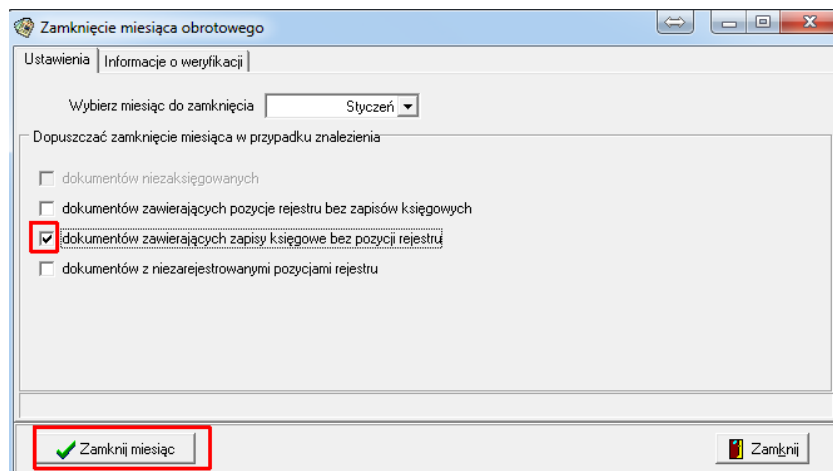 Zamknięcie miesiąca obrotowego
Ustawienia Informacje o weryfikacji
Wybierz miesiąc do zamknięcia Styczeń
Dopuszczać zamknięcie miesiąca w przypadku znalezienia
dokumentów niezaksięgowanych
dokumentów zawierających pozycje rejestru bez zapisów księgowych
dokumentów zawierających zapisy księgowe bez pozycji rejestru
dokumentów z niezarejestrowanymi pozycjami rejestru
Zamknij miesiąc Zamknij